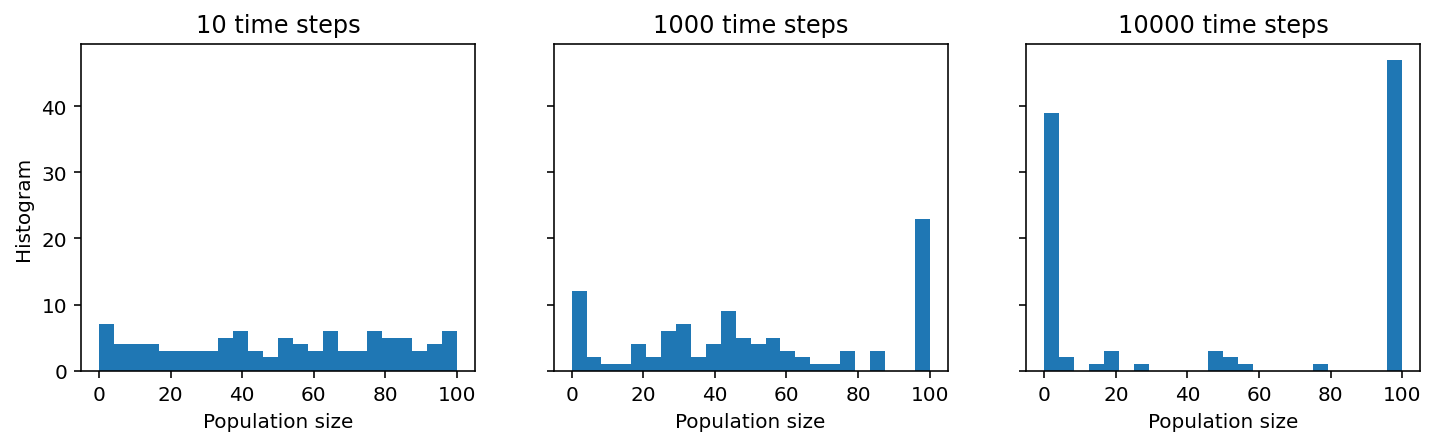 10 time steps
1000 time steps
10000 time steps
Histogram
40
30
20
10
0
0 20 40 60 80 100
0 20 40 60 80 100
0 20 40 60 80 100
Population size
Population size
Population size